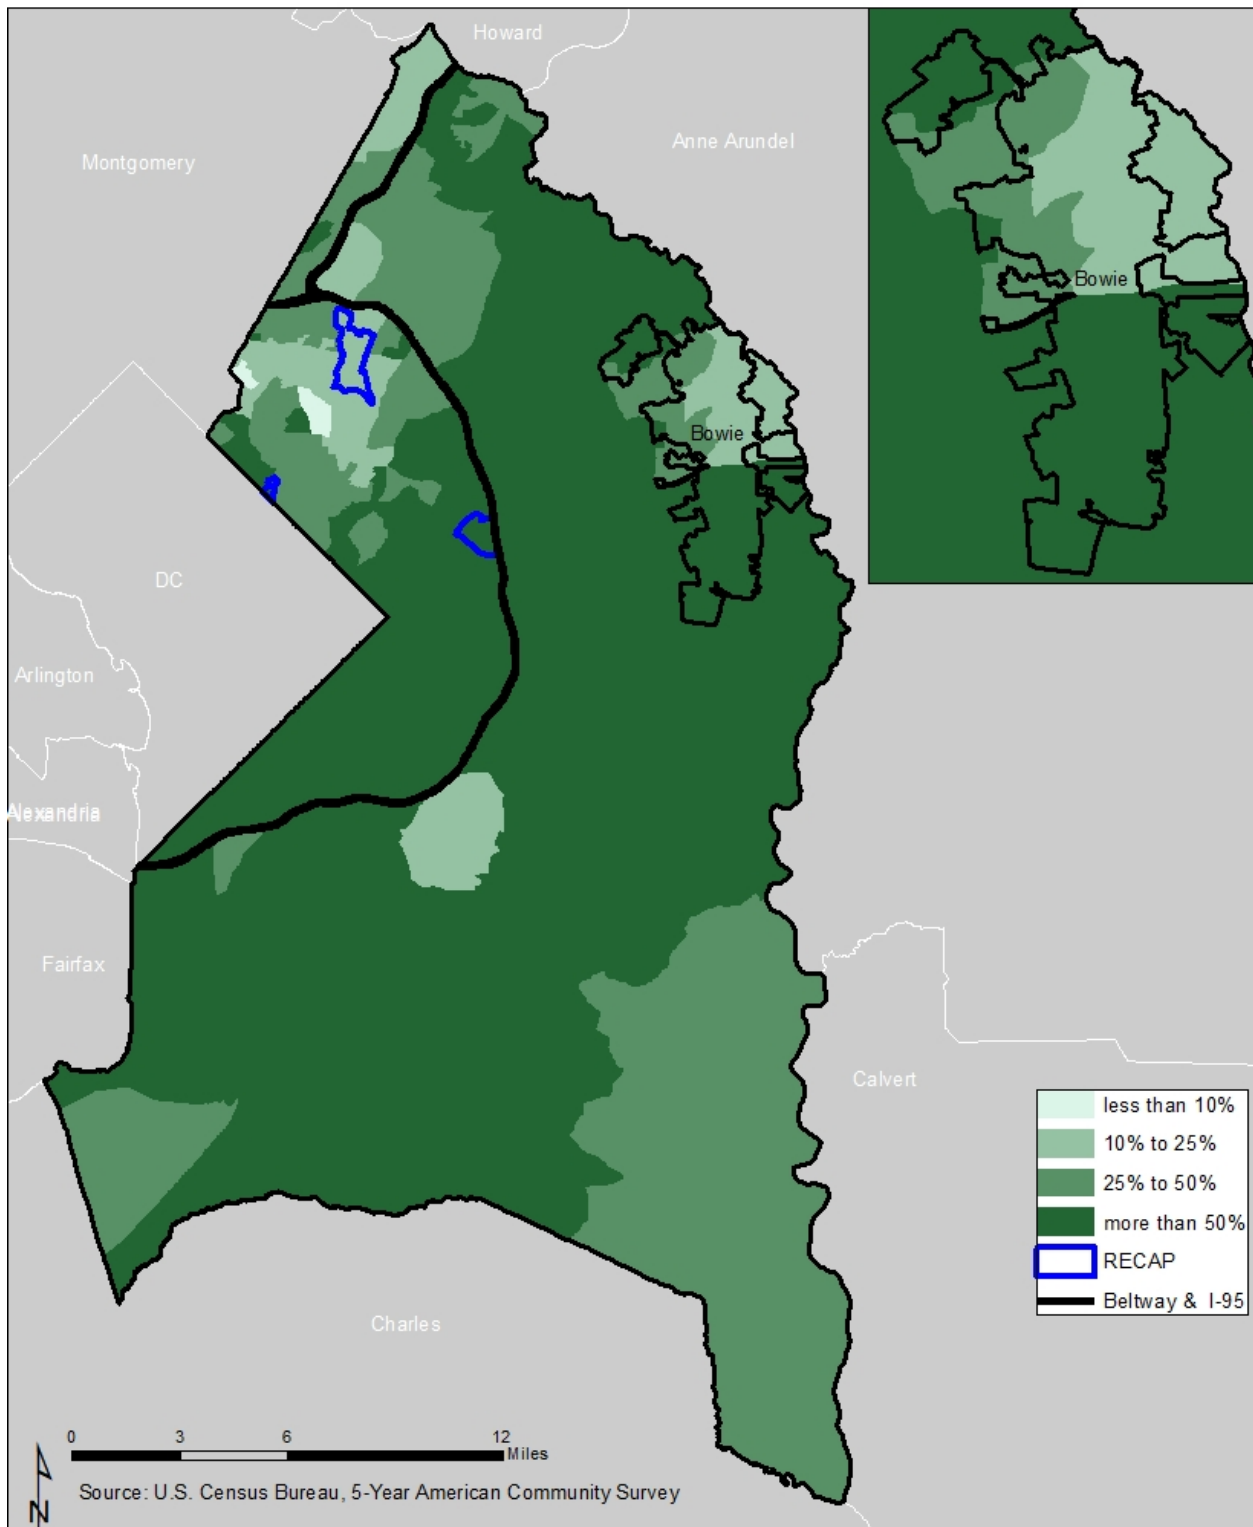 Howard
Anne Arundel
Montgomery
Bowie
Bowie
DC
Arlington
Alexandria
Fairfax
Calvert
less than 10%
10% to 25%
25% to 50%
more than 50%
RECAP
Beltway & I-95
Charles
0 3 6 12
Miles
N
Source: U.S. Census Bureau, 5-Year American Community Survey